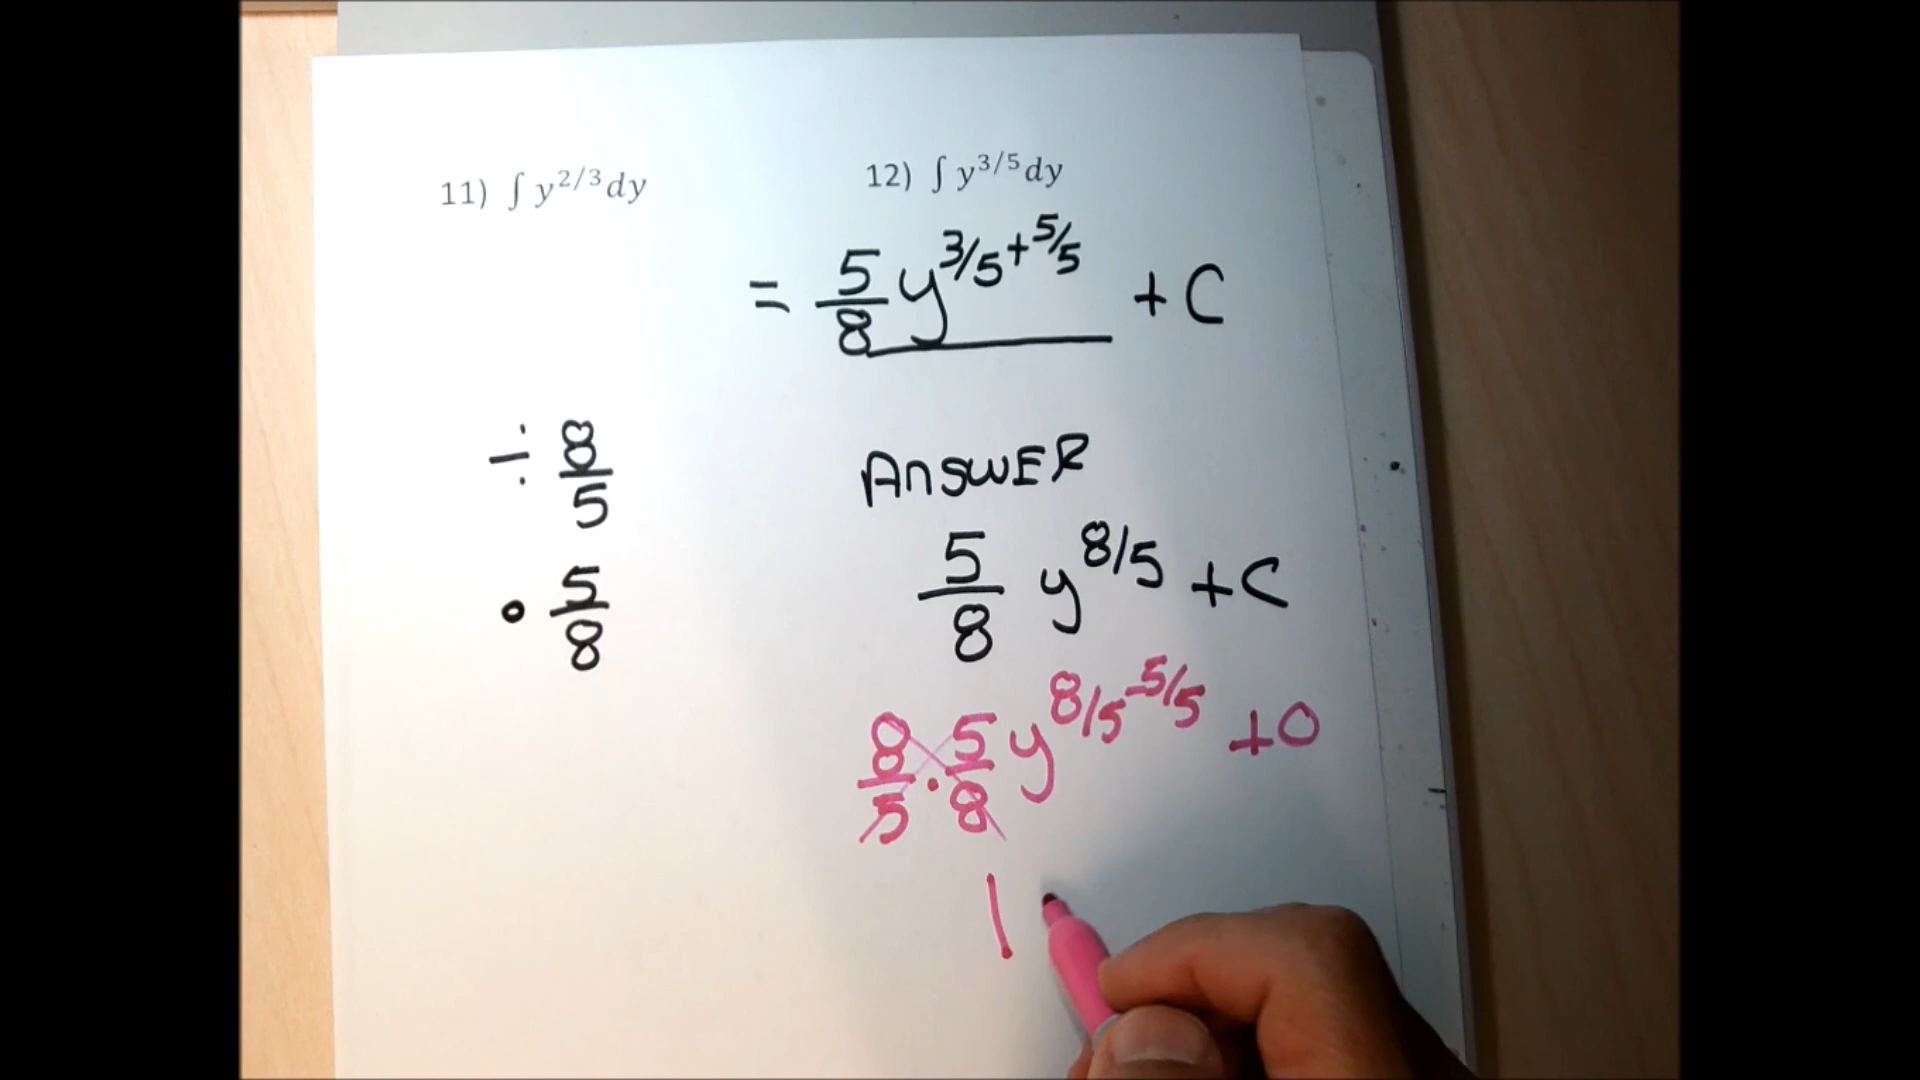 11) ∫ y^{2/3} dy
12) ∫ y^{3/5} dy
= 5/8 y^{3/5 + 5/5} + C
÷ 8/5
• 5/8
ANSWER
5/8 y^{8/5} + C
8/5 • 5/8 y^{8/5 - 5/5} + 0
1